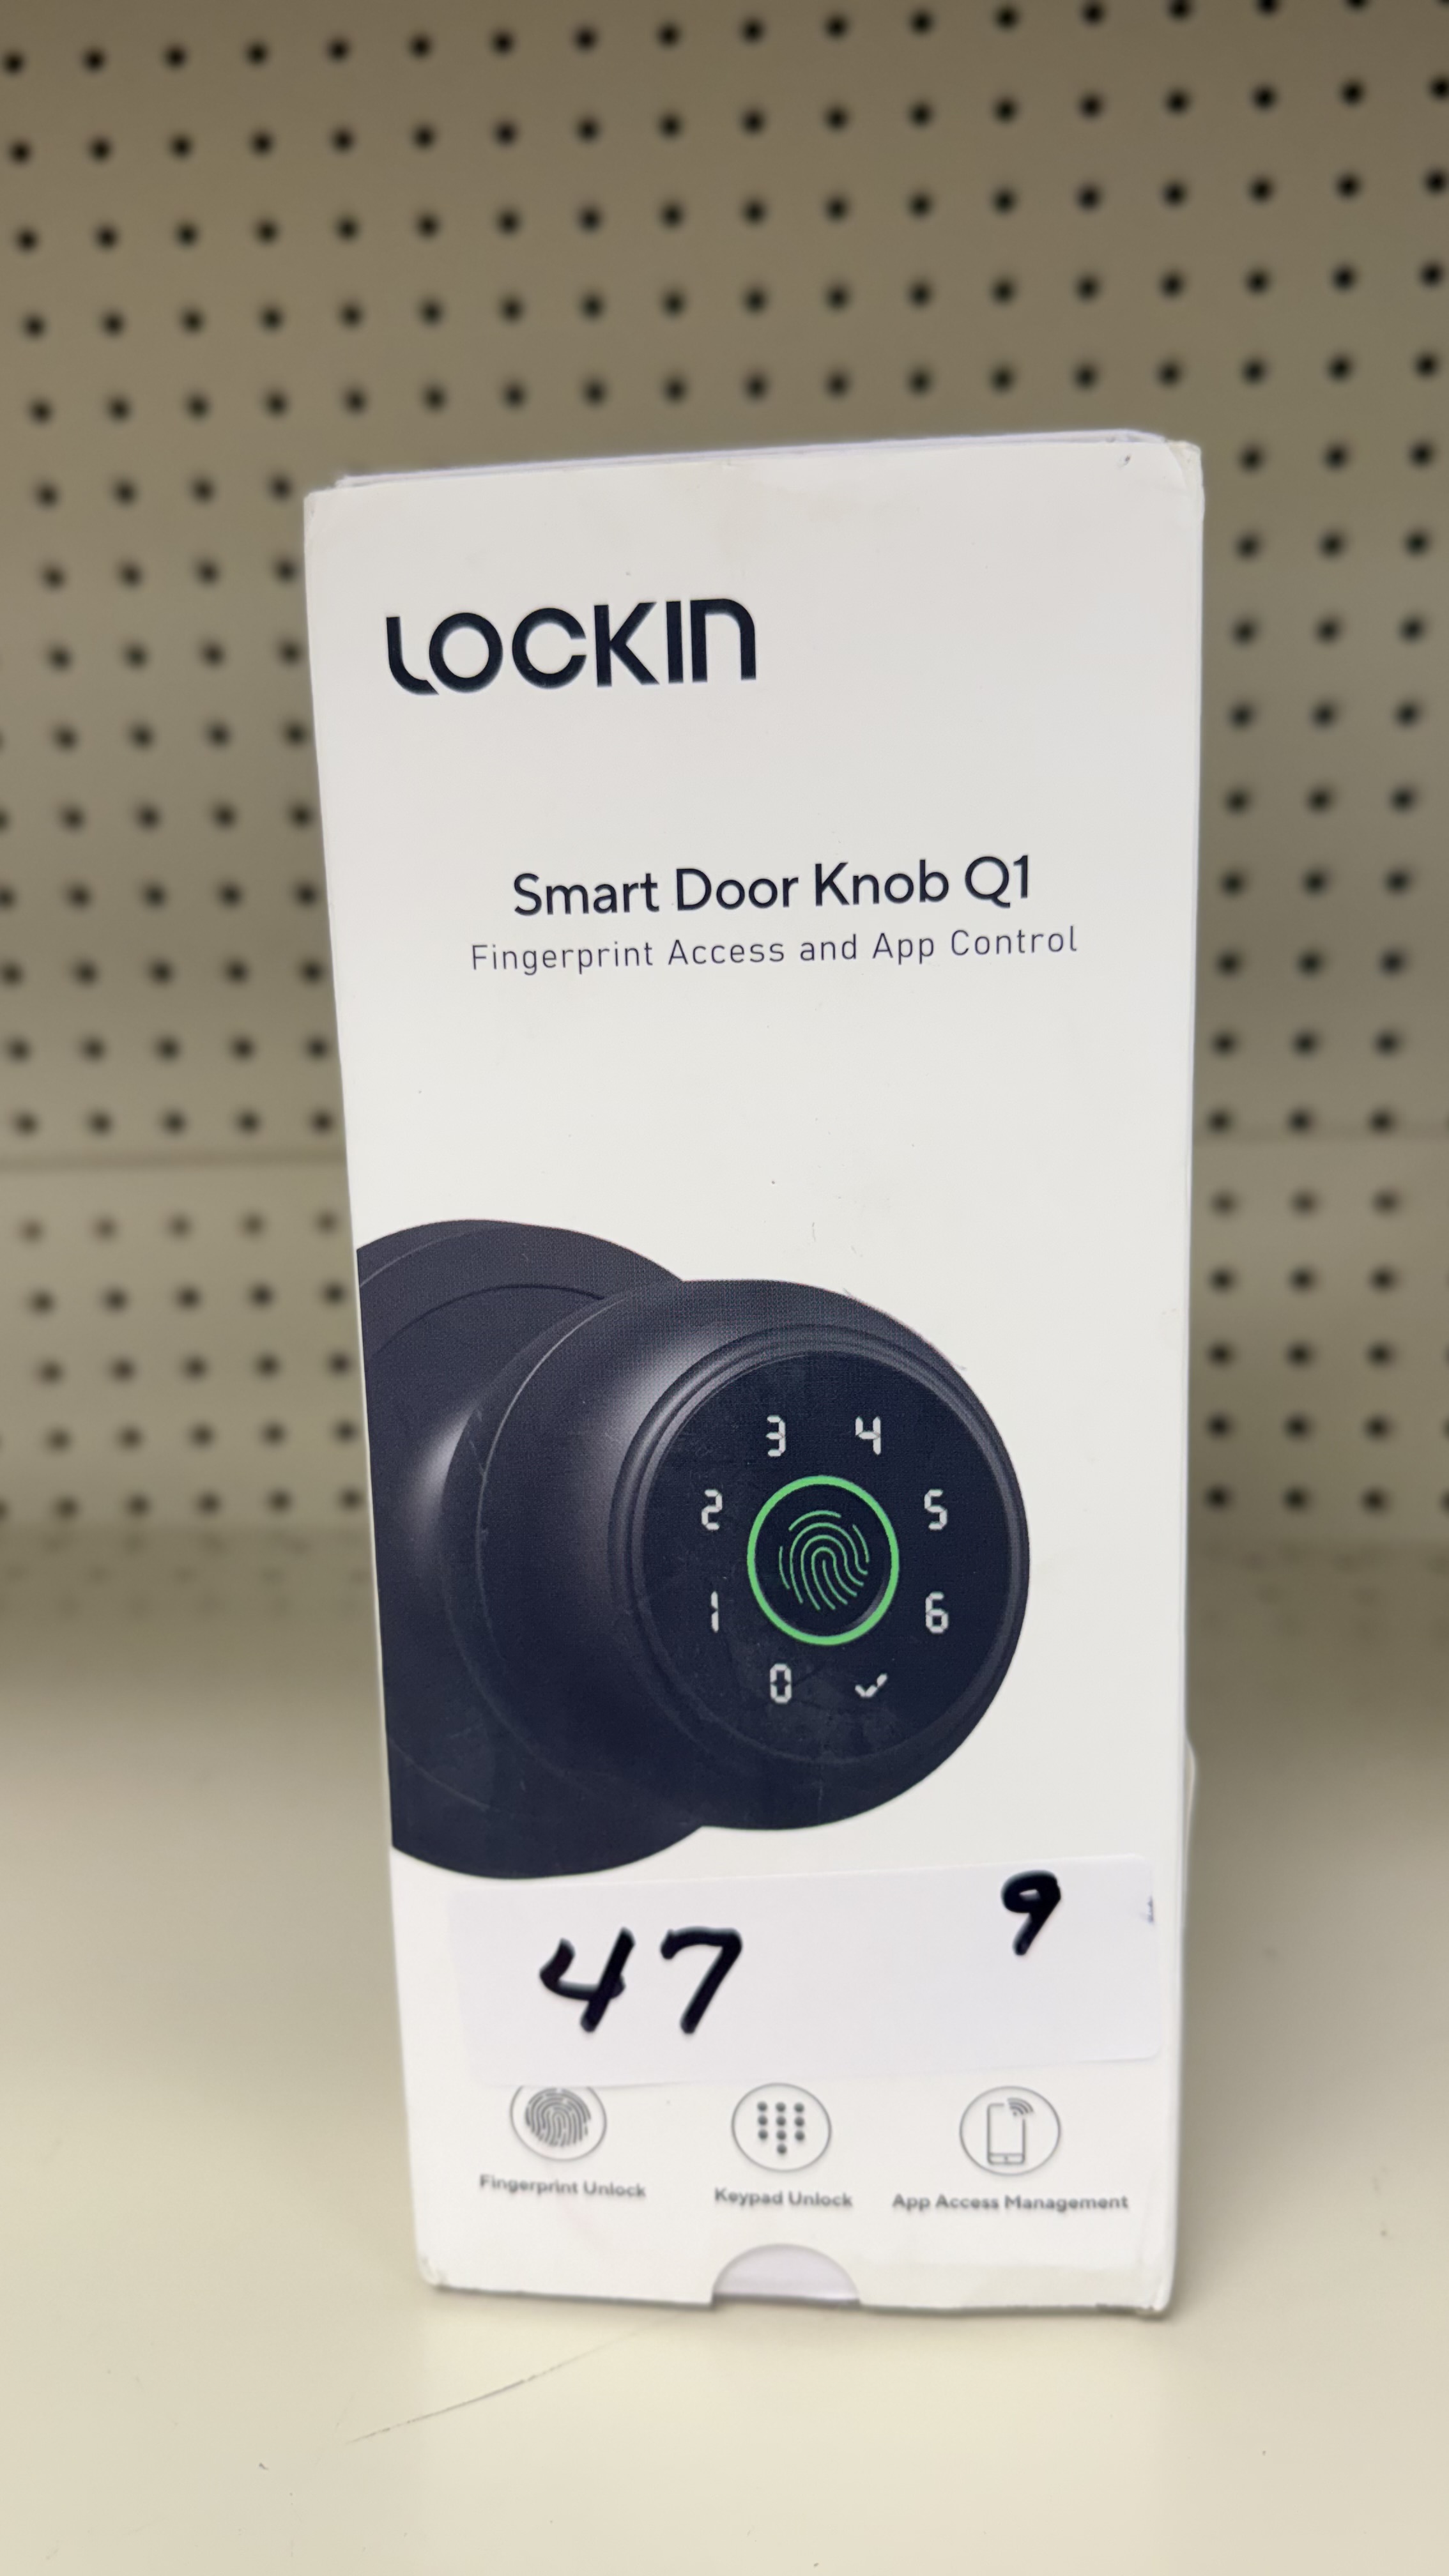 LOCKIN
Smart Door Knob Q1
Fingerprint Access and App Control
3 4
2 5
1 6
0
9
47
Fingerprint Unlock Keypad Unlock App Access Management